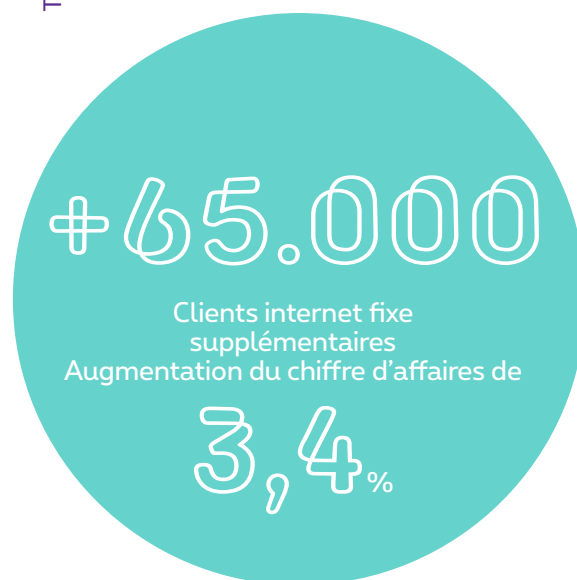 T
+65.000
Clients internet fixe
supplémentaires
Augmentation du chiffre d'affaires de
3,4%